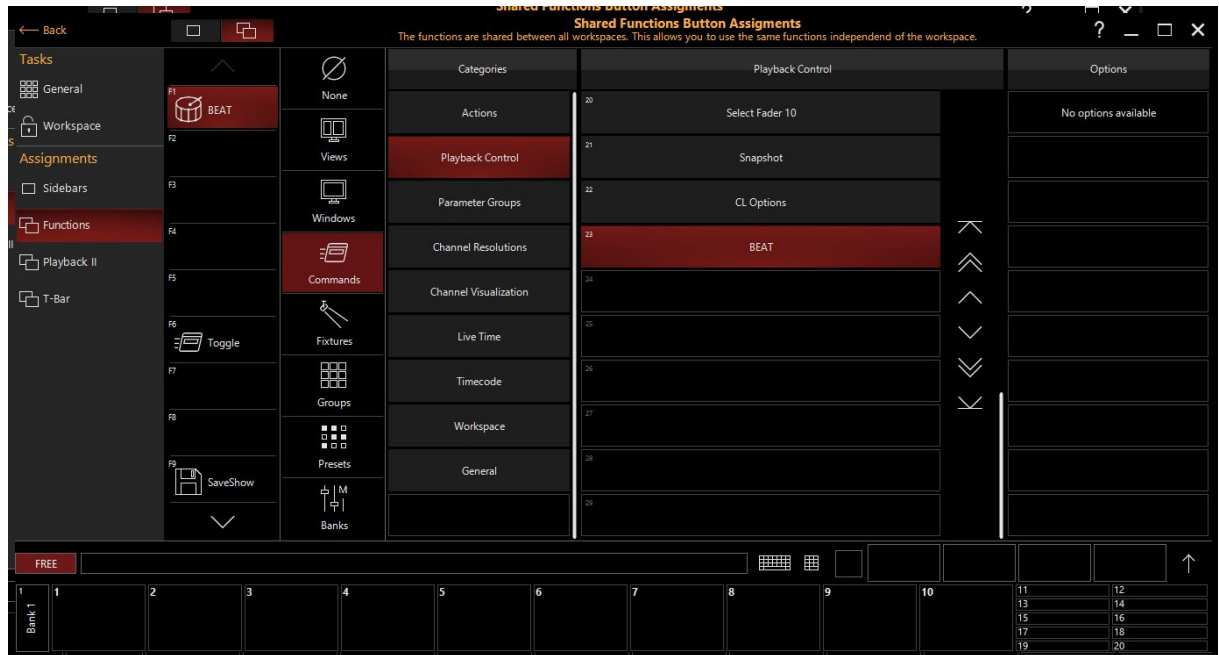 Shared Functions Button Assigments
← Back
Shared Functions Button Assigments
?
The functions are shared between all workspaces. This allows you to use the same functions independend of the workspace.
Tasks
General
Workspace
Assignments
Sidebars
Functions
Playback II
T-Bar
F1
BEAT
F2
F3
F4
F5
F6
Toggle
F7
F8
F9
SaveShow
None
Views
Windows
Commands
Fixtures
Groups
Presets
M
Banks
Categories
Actions
Playback Control
Parameter Groups
Channel Resolutions
Channel Visualization
Live Time
Timecode
Workspace
General
Playback Control
20
Select Fader 10
21
Snapshot
22
CL Options
23
BEAT
24
25
26
27
28
29
Options
No options available
FREE
1
Bank 1
1 2 3 4 5 6 7 8 9 10
11 12
13 14
15 16
17 18
19 20